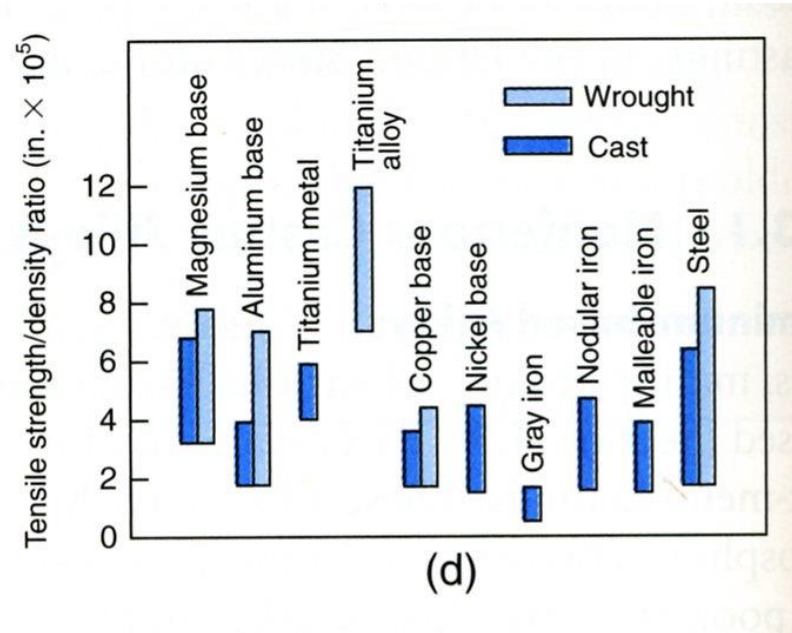 Tensile strength/density ratio (in. × 10⁵)
12
10
8
6
4
2
0
Magnesium base
Aluminum base
Titanium metal
Titanium
alloy
Copper base
Nickel base
Gray iron
Nodular iron
Malleable iron
Steel
Wrought
Cast
(d)